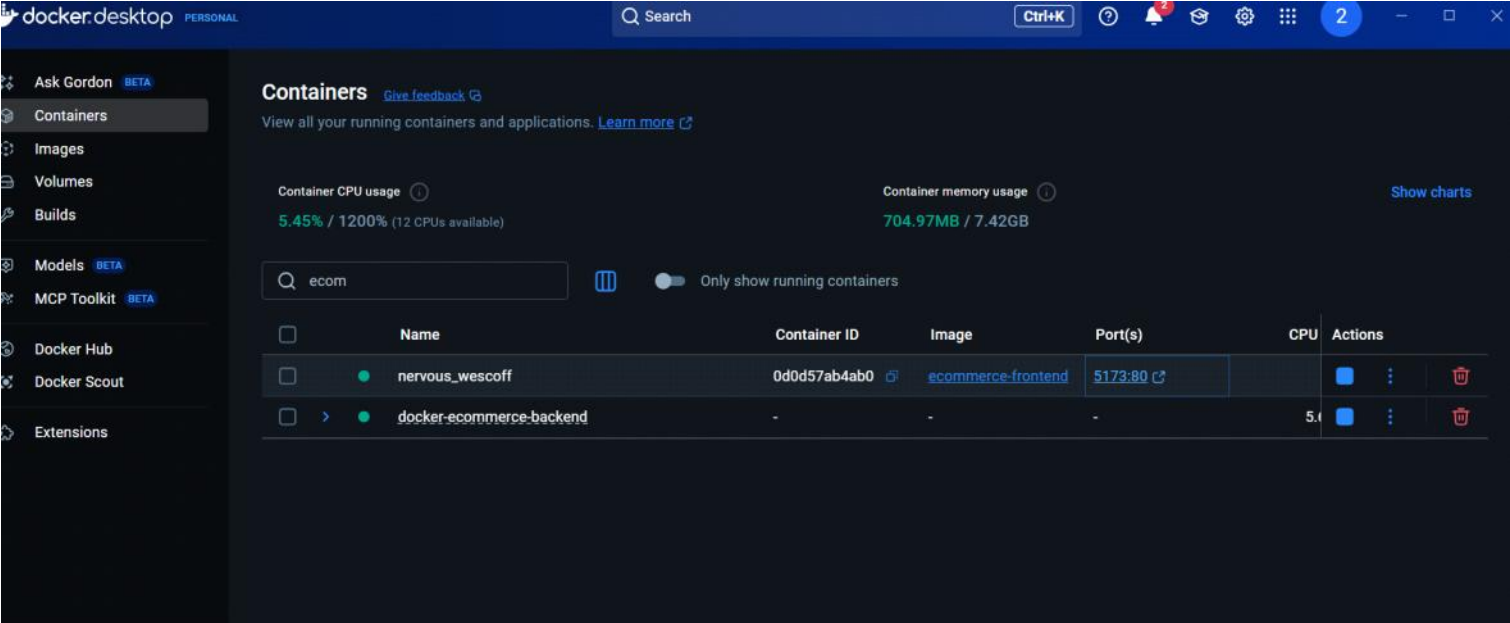 docker.desktop PERSONAL
Search
Ctrl+K
2
2
Ask Gordon BETA
Containers
Images
Volumes
Builds
Models BETA
MCP Toolkit BETA
Docker Hub
Docker Scout
Extensions
Containers Give feedback
View all your running containers and applications. Learn more
Container CPU usage
5.45% / 1200% (12 CPUs available)
Container memory usage
704.97MB / 7.42GB
Show charts
ecom
Only show running containers
Name Container ID Image Port(s) CPU Actions
nervous_wescoff 0d0d57ab4ab0 ecommerce-frontend 5173:80
docker-ecommerce-backend - - -